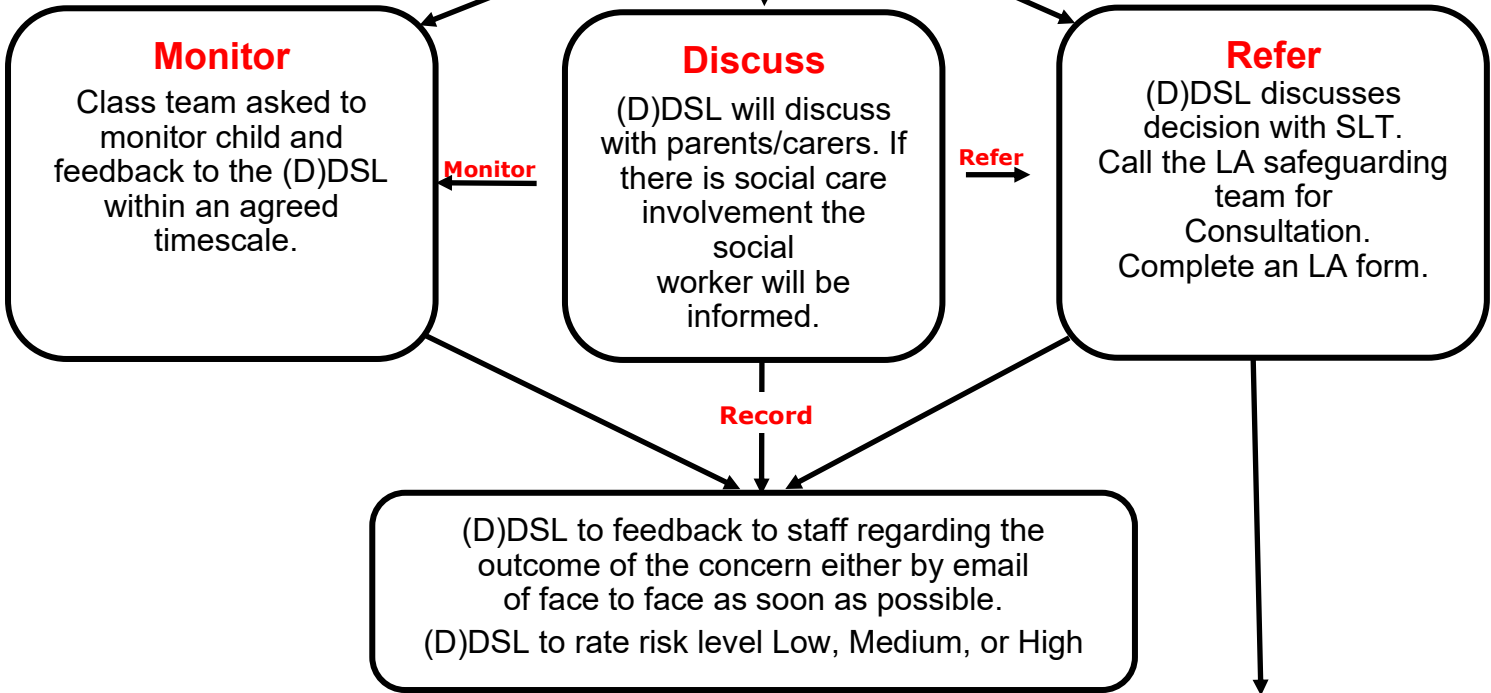 Monitor
Class team asked to
monitor child and
feedback to the (D)DSL
within an agreed
timescale.
Monitor
Discuss
(D)DSL will discuss
with parents/carers. If
there is social care
involvement the
social
worker will be
informed.
Refer
Refer
(D)DSL discusses
decision with SLT.
Call the LA safeguarding
team for
Consultation.
Complete an LA form.
Record
(D)DSL to feedback to staff regarding the
outcome of the concern either by email
of face to face as soon as possible.
(D)DSL to rate risk level Low, Medium, or High